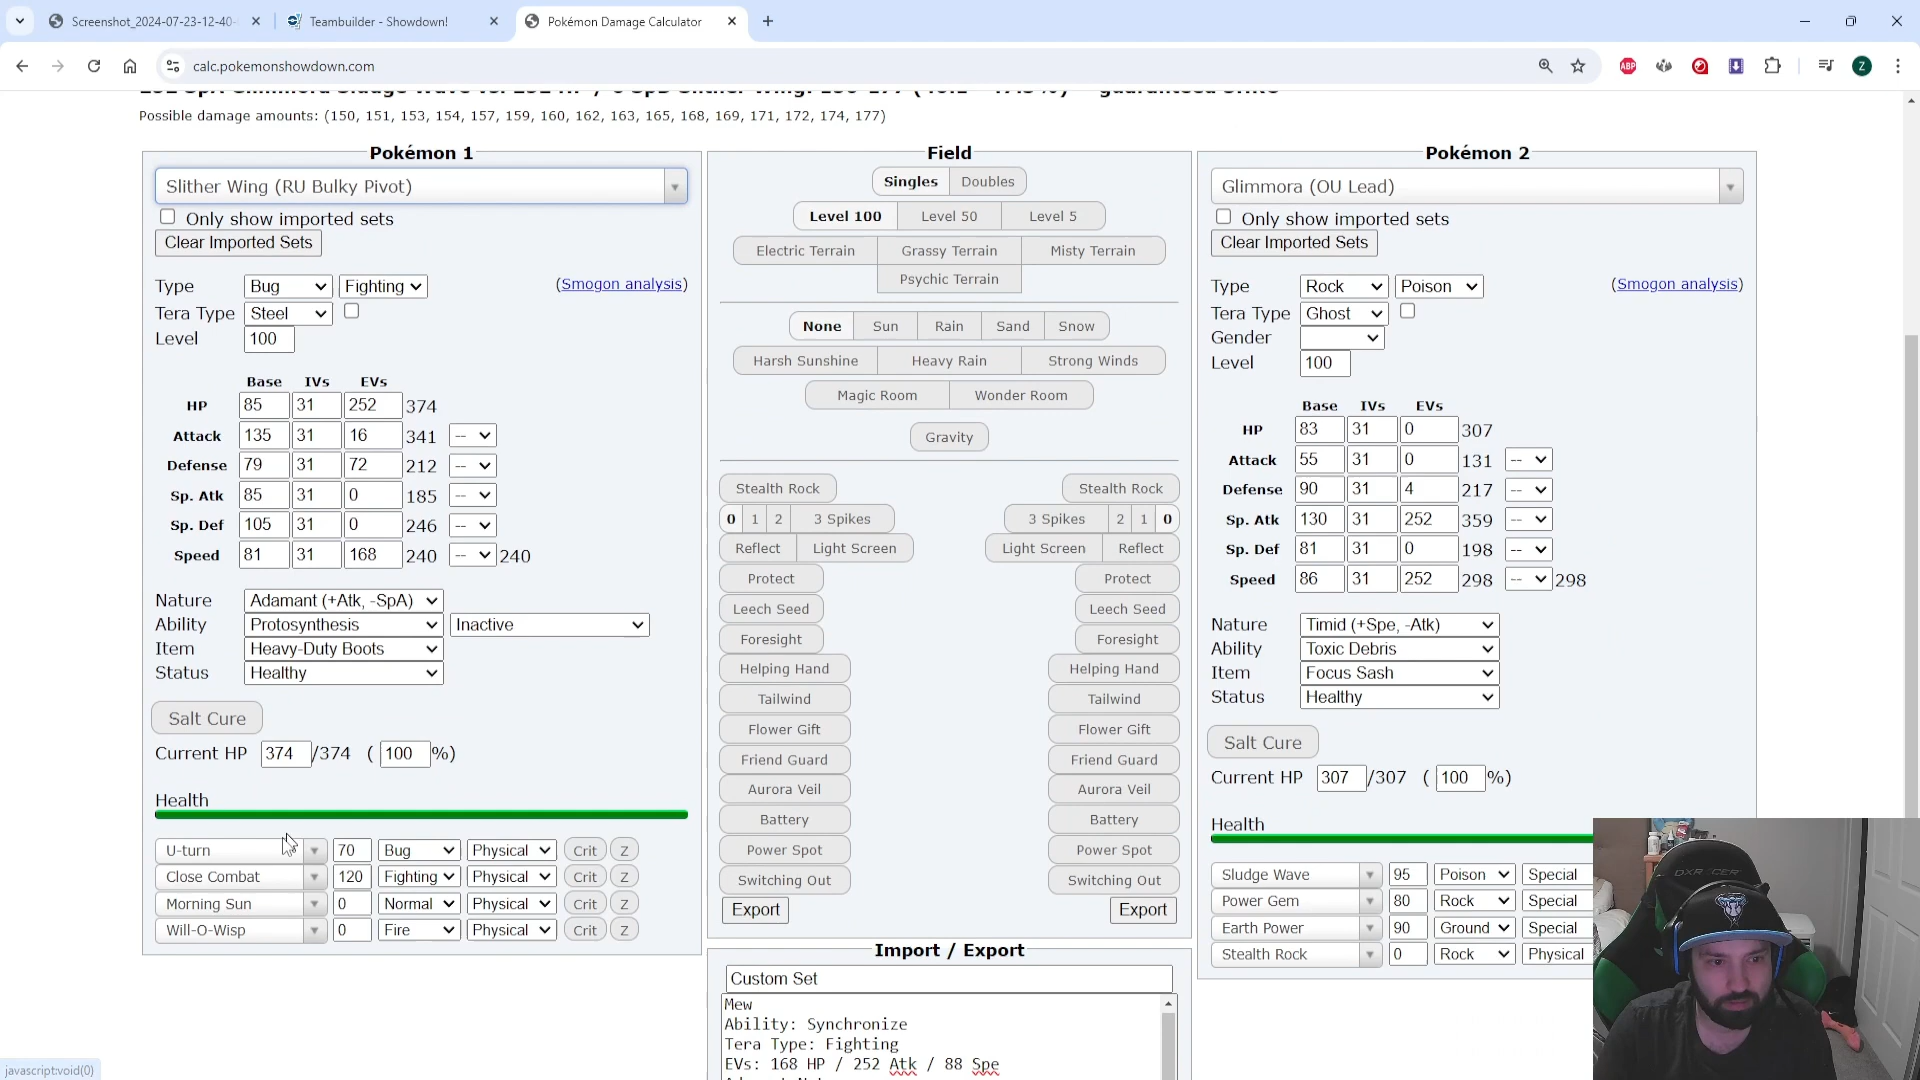 Screenshot_2024-07-23-12-40-
Teambuilder - Showdown!
Pokémon Damage Calculator
calc.pokemonshowdown.com
ABP
Z
Possible damage amounts: (150, 151, 153, 154, 157, 159, 160, 162, 163, 165, 168, 169, 171, 172, 174, 177)
Pokémon 1
Slither Wing (RU Bulky Pivot)
Only show imported sets
Clear Imported Sets
Type Bug Fighting (Smogon analysis)
Tera Type Steel
Level 100
Base IVs EVs
HP 85 31 252 374
Attack 135 31 16 341 --
Defense 79 31 72 212 --
Sp. Atk 85 31 0 185 --
Sp. Def 105 31 0 246 --
Speed 81 31 168 240 -- 240
Nature Adamant (+Atk, -SpA)
Ability Protosynthesis Inactive
Item Heavy-Duty Boots
Status Healthy
Salt Cure
Current HP 374 /374 ( 100 %)
Health
U-turn 70 Bug Physical Crit Z
Close Combat 120 Fighting Physical Crit Z
Morning Sun 0 Normal Physical Crit Z
Will-O-Wisp 0 Fire Physical Crit Z
Field
Singles Doubles
Level 100 Level 50 Level 5
Electric Terrain Grassy Terrain Misty Terrain
Psychic Terrain
None Sun Rain Sand Snow
Harsh Sunshine Heavy Rain Strong Winds
Magic Room Wonder Room
Gravity
Stealth Rock Stealth Rock
0 1 2 3 Spikes 3 Spikes 2 1 0
Reflect Light Screen Light Screen Reflect
Protect Protect
Leech Seed Leech Seed
Foresight Foresight
Helping Hand Helping Hand
Tailwind Tailwind
Flower Gift Flower Gift
Friend Guard Friend Guard
Aurora Veil Aurora Veil
Battery Battery
Power Spot Power Spot
Switching Out Switching Out
Export Export
Import / Export
Custom Set
Mew
Ability: Synchronize
Tera Type: Fighting
EVs: 168 HP / 252 Atk / 88 Spe
Pokémon 2
Glimmora (OU Lead)
Only show imported sets
Clear Imported Sets
Type Rock Poison (Smogon analysis)
Tera Type Ghost
Gender
Level 100
Base IVs EVs
HP 83 31 0 307
Attack 55 31 0 131 --
Defense 90 31 4 217 --
Sp. Atk 130 31 252 359 --
Sp. Def 81 31 0 198 --
Speed 86 31 252 298 -- 298
Nature Timid (+Spe, -Atk)
Ability Toxic Debris
Item Focus Sash
Status Healthy
Salt Cure
Current HP 307 /307 ( 100 %)
Health
Sludge Wave 95 Poison Special
Power Gem 80 Rock Special
Earth Power 90 Ground Special
Stealth Rock 0 Rock Physical
javascript:void(0)